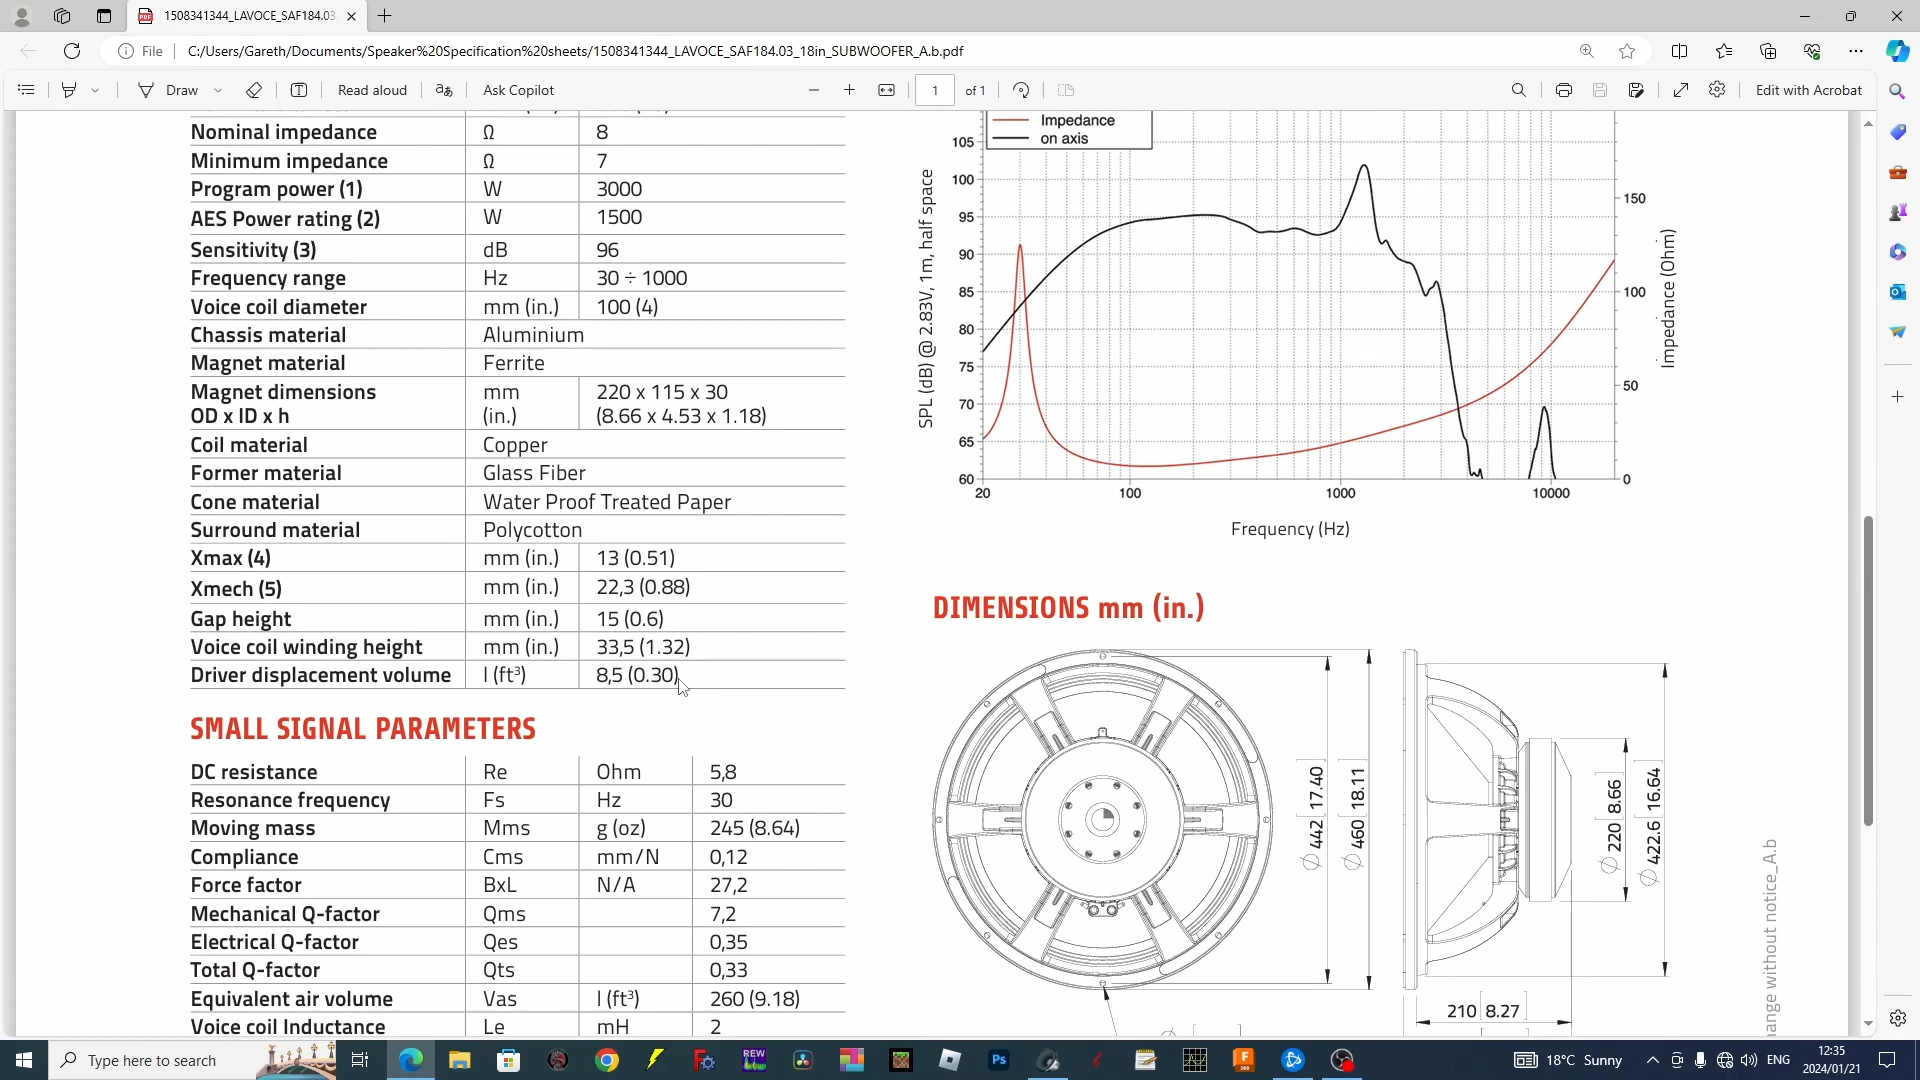 1508341344_LAVOCE_SAF184.03
File
C:/Users/Gareth/Documents/Speaker%20Specification%20sheets/1508341344_LAVOCE_SAF184.03_18in_SUBWOOFER_A.b.pdf
Draw
Read aloud
Ask Copilot
1
of 1
Edit with Acrobat
Nominal impedance Ω 8
Minimum impedance Ω 7
Program power (1) W 3000
AES Power rating (2) W 1500
Sensitivity (3) dB 96
Frequency range Hz 30 ÷ 1000
Voice coil diameter mm (in.) 100 (4)
Chassis material Aluminium
Magnet material Ferrite
Magnet dimensions mm 220 x 115 x 30
OD x ID x h (in.) (8.66 x 4.53 x 1.18)
Coil material Copper
Former material Glass Fiber
Cone material Water Proof Treated Paper
Surround material Polycotton
Xmax (4) mm (in.) 13 (0.51)
Xmech (5) mm (in.) 22,3 (0.88)
Gap height mm (in.) 15 (0.6)
Voice coil winding height mm (in.) 33,5 (1.32)
Driver displacement volume l (ft³) 8,5 (0.30)
SMALL SIGNAL PARAMETERS
DC resistance Re Ohm 5,8
Resonance frequency Fs Hz 30
Moving mass Mms g (oz) 245 (8.64)
Compliance Cms mm/N 0,12
Force factor BxL N/A 27,2
Mechanical Q-factor Qms 7,2
Electrical Q-factor Qes 0,35
Total Q-factor Qts 0,33
Equivalent air volume Vas l (ft³) 260 (9.18)
Voice coil Inductance Le mH 2
Impedance
on axis
105
100
95
90
85
80
75
70
65
60
SPL (dB) @ 2.83V, 1m, half space
150
100
50
0
Impedance (Ohm)
20 100 1000 10000
Frequency (Hz)
DIMENSIONS mm (in.)
∅ 442 17.40
∅ 460 18.11
∅ 220 8.66
∅ 422.6 16.64
210 8.27
hange without notice_A.b
Type here to search
REW
Ps
18°C Sunny
ENG
12:35
2024/01/21